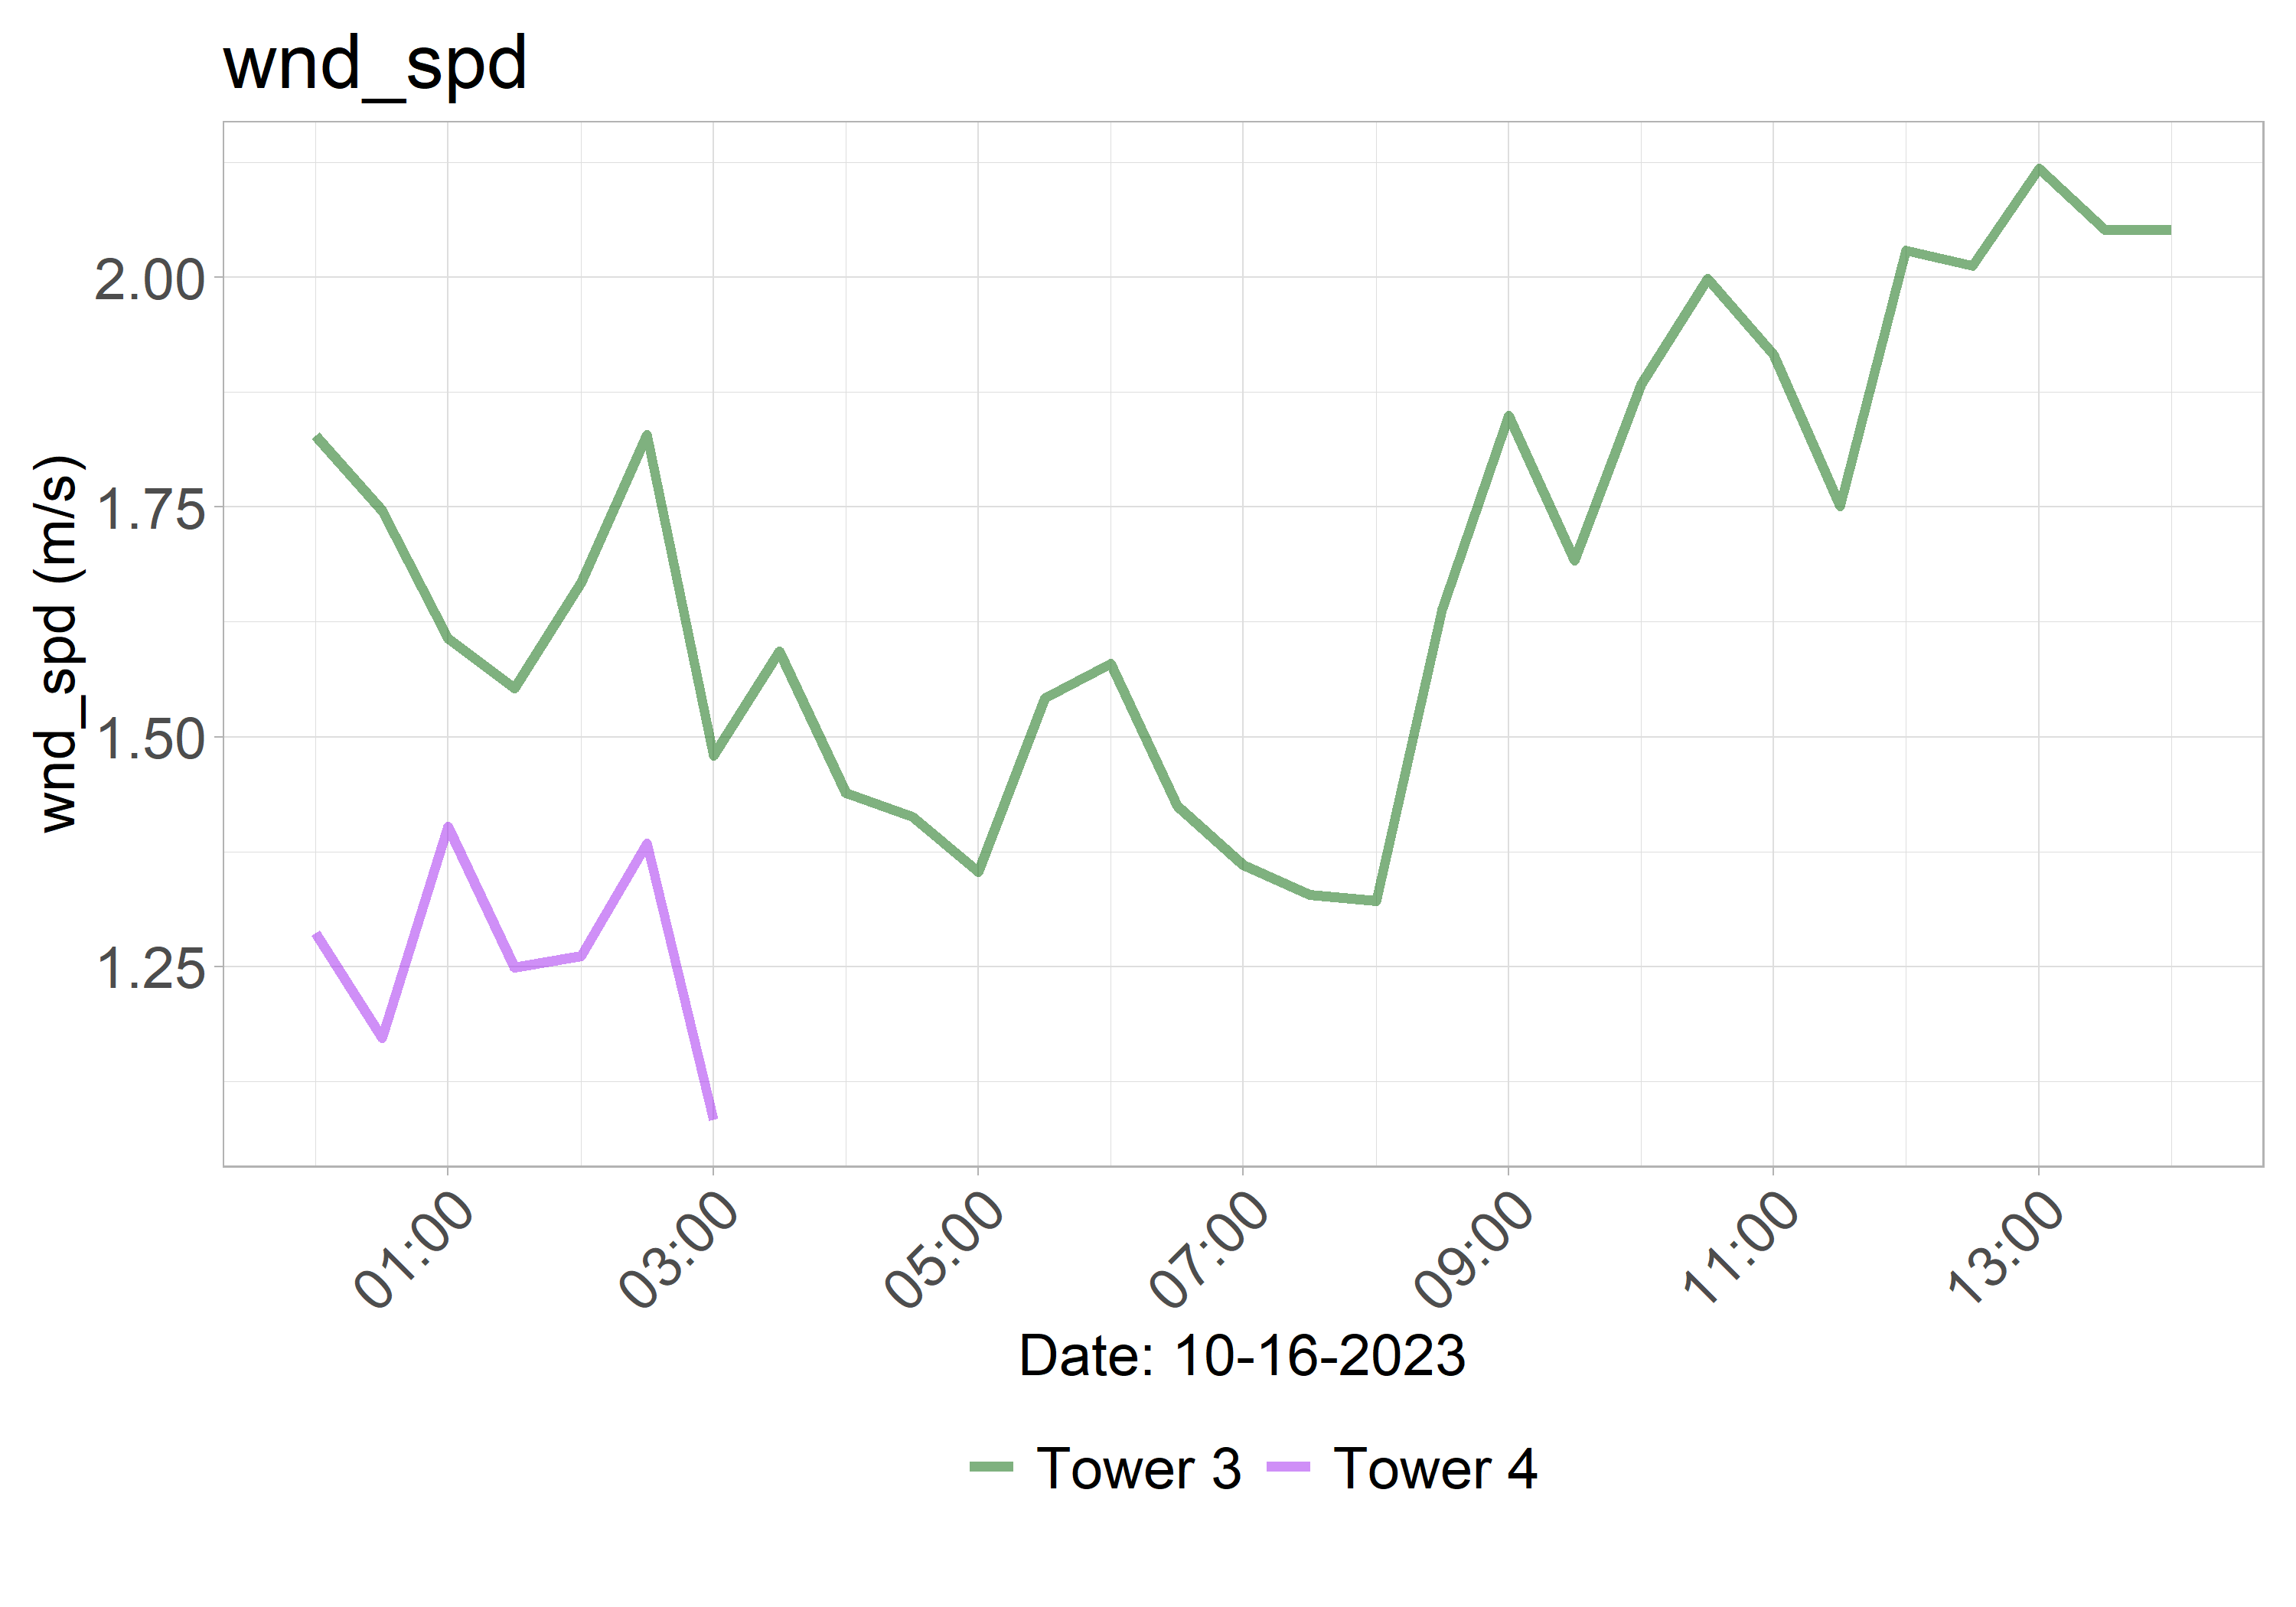 wnd_spd
wnd_spd (m/s)
2.00
1.75
1.50
1.25
01:00 03:00 05:00 07:00 09:00 11:00 13:00
Date: 10-16-2023
Tower 3 Tower 4